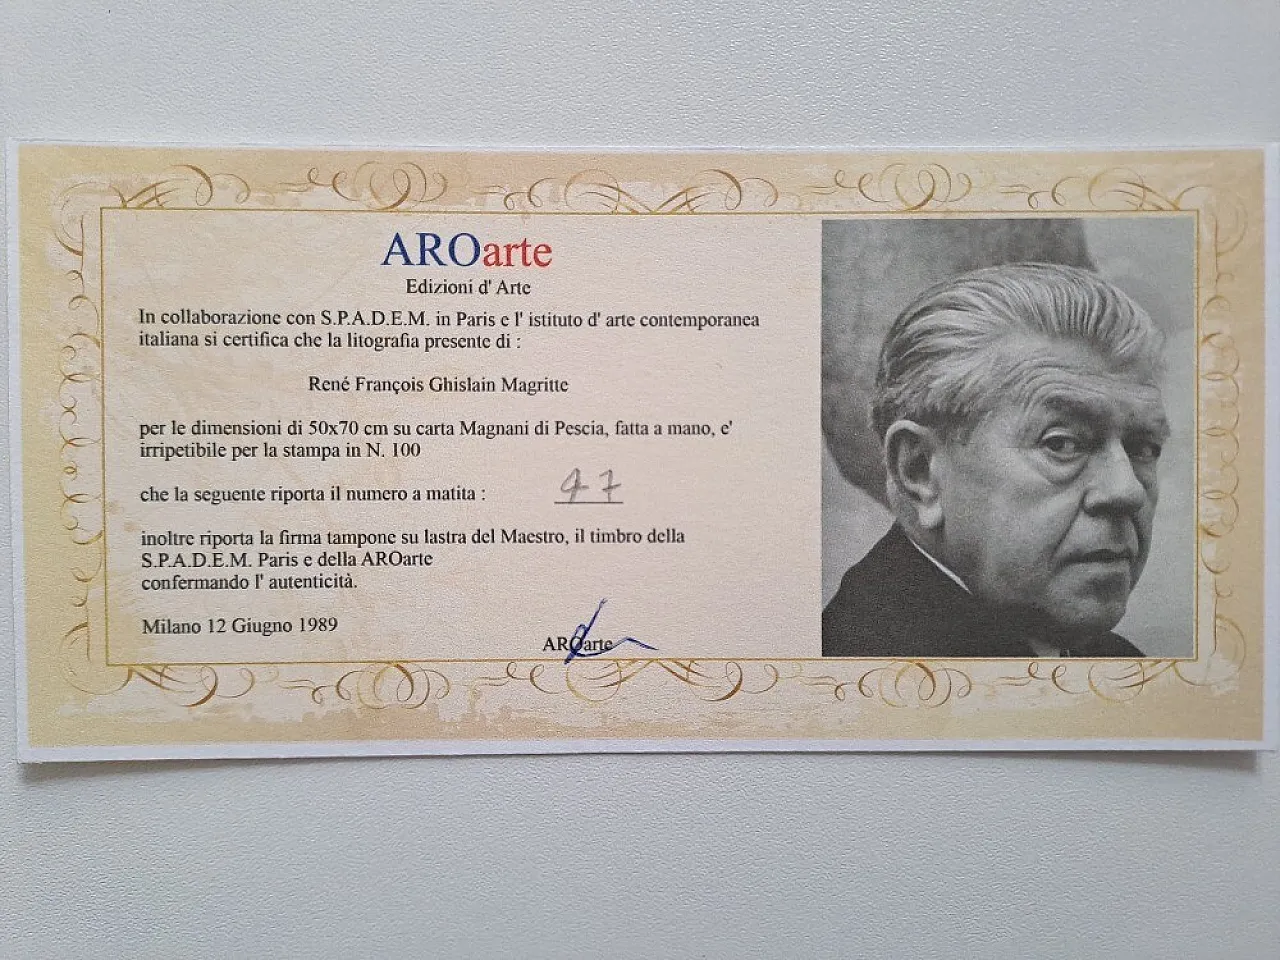 AROarte
Edizioni d' Arte
In collaborazione con S.P.A.D.E.M. in Paris e l' istituto d' arte contemporanea
italiana si certifica che la litografia presente di :
René François Ghislain Magritte
per le dimensioni di 50x70 cm su carta Magnani di Pescia, fatta a mano, e'
irripetibile per la stampa in N. 100
che la seguente riporta il numero a matita : 47
inoltre riporta la firma tampone su lastra del Maestro, il timbro della
S.P.A.D.E.M. Paris e della AROarte
confermando l' autenticità.
Milano 12 Giugno 1989
AROarte